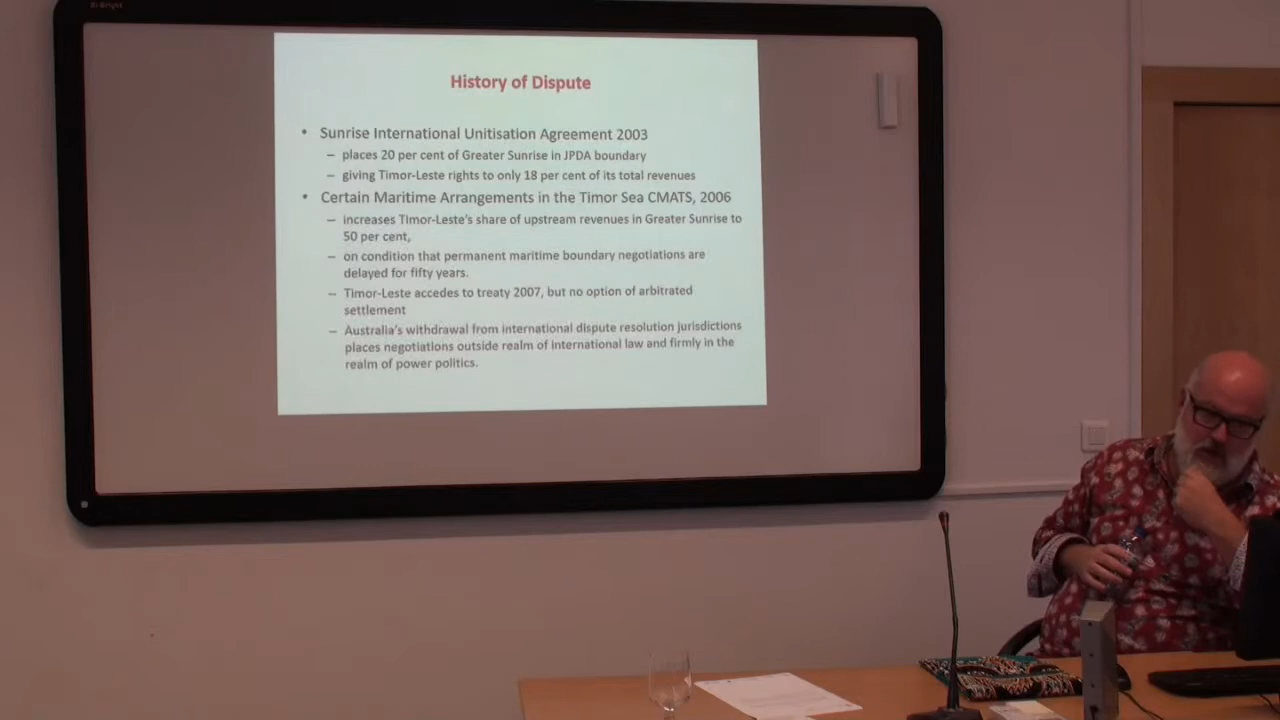 History of Dispute
• Sunrise International Unitisation Agreement 2003
– places 20 per cent of Greater Sunrise in JPDA boundary
– giving Timor-Leste rights to only 18 per cent of its total revenues
• Certain Maritime Arrangements in the Timor Sea CMATS, 2006
– increases Timor-Leste's share of upstream revenues in Greater Sunrise to
50 per cent,
– on condition that permanent maritime boundary negotiations are
delayed for fifty years.
– Timor-Leste accedes to treaty 2007, but no option of arbitrated
settlement
– Australia's withdrawal from international dispute resolution jurisdictions
places negotiations outside realm of international law and firmly in the
realm of power politics.